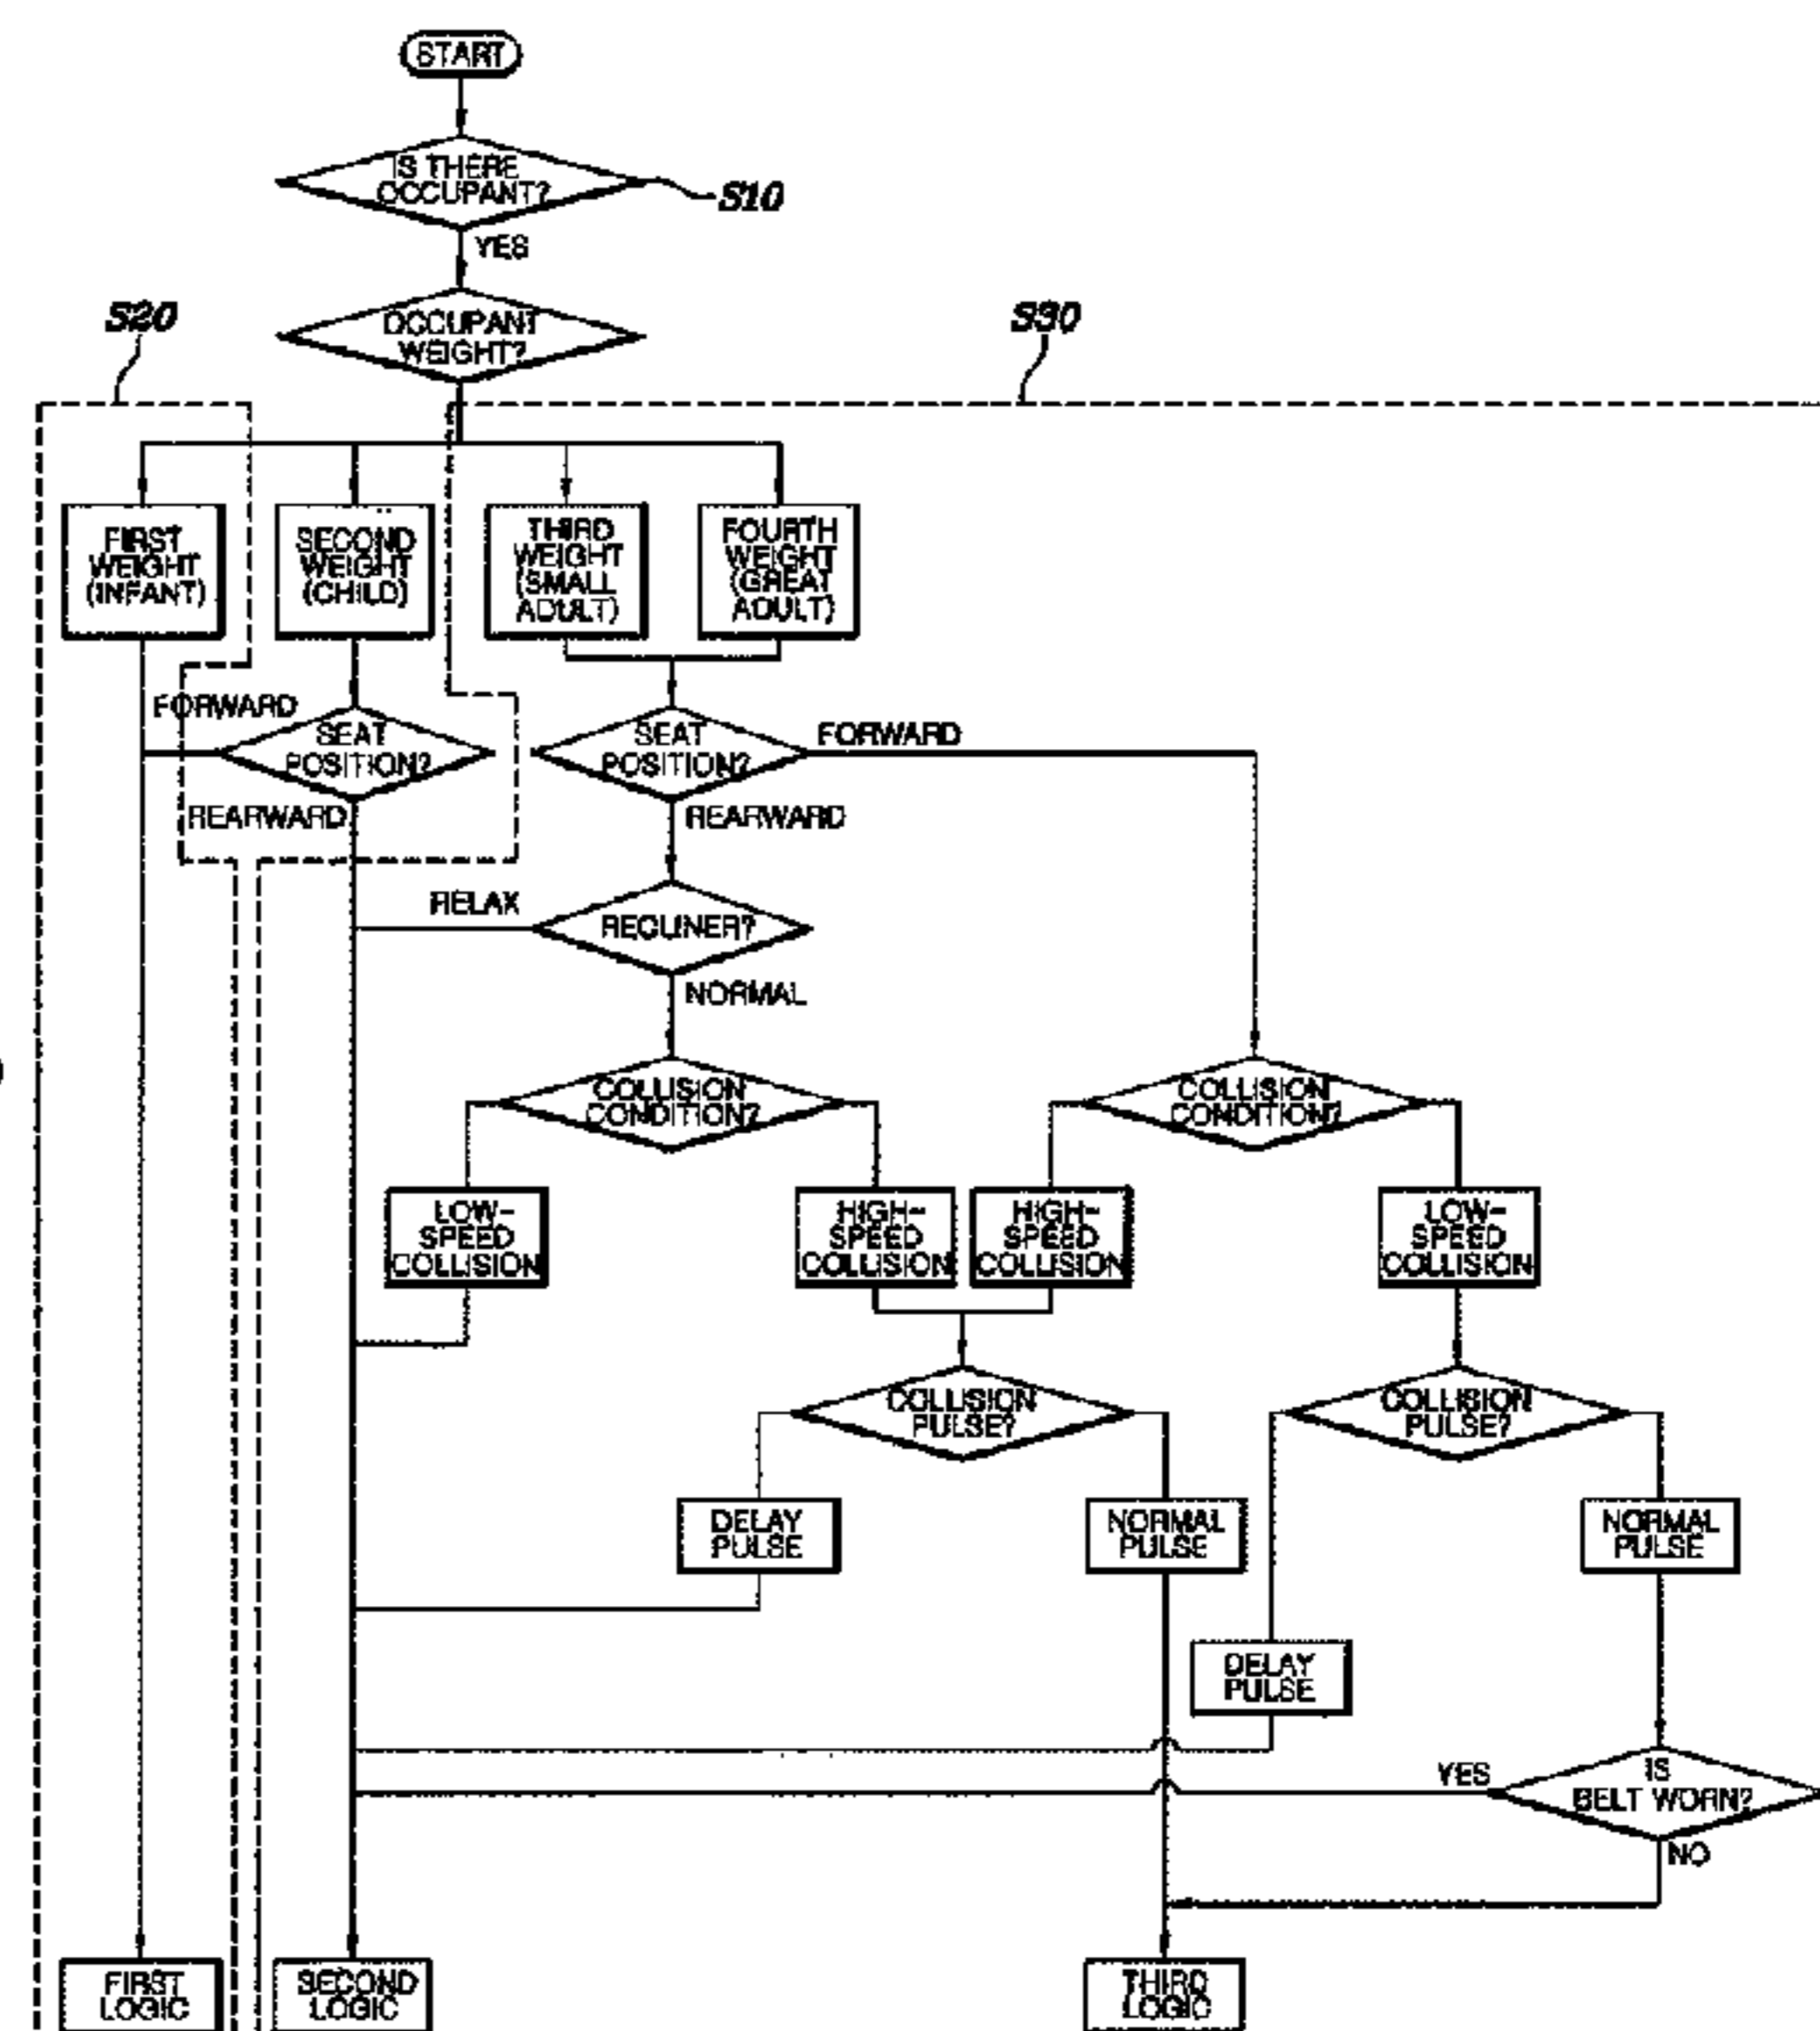 START
IS THERE
OCCUPANT?
S10
YES
OCCUPANT
WEIGHT?
S20
S30
FIRST
WEIGHT
(INFANT)
SECOND
WEIGHT
(CHILD)
THIRD
WEIGHT
(SMALL
ADULT)
FOURTH
WEIGHT
(GREAT
ADULT)
FORWARD
SEAT
POSITION?
REARWARD
SEAT
POSITION?
FORWARD
REARWARD
RELAX
RECLINER?
NORMAL
COLLISION
CONDITION?
COLLISION
CONDITION?
LOW-
SPEED
COLLISION
HIGH-
SPEED
COLLISION
HIGH-
SPEED
COLLISION
LOW-
SPEED
COLLISION
COLLISION
PULSE?
COLLISION
PULSE?
DELAY
PULSE
NORMAL
PULSE
NORMAL
PULSE
DELAY
PULSE
YES
IS
BELT WORN?
NO
FIRST
LOGIC
SECOND
LOGIC
THIRD
LOGIC